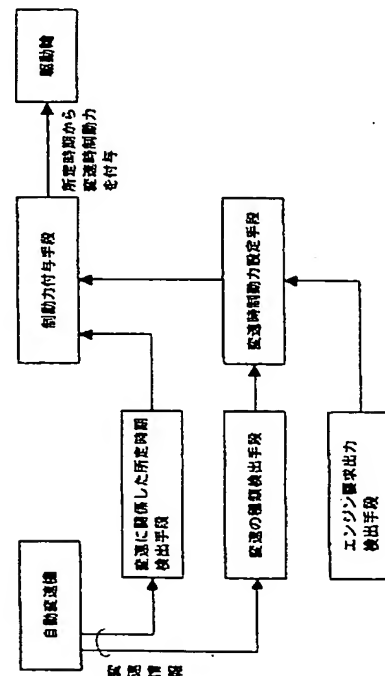 自動変速機
変速情報
変速に関係した所定時期
検出手段
変速の種類検出手段
エンジン要求出力
検出手段
制動力付与手段
変速時制動力設定手段
所定時期から
変速時制動力
を付与
駆動輪